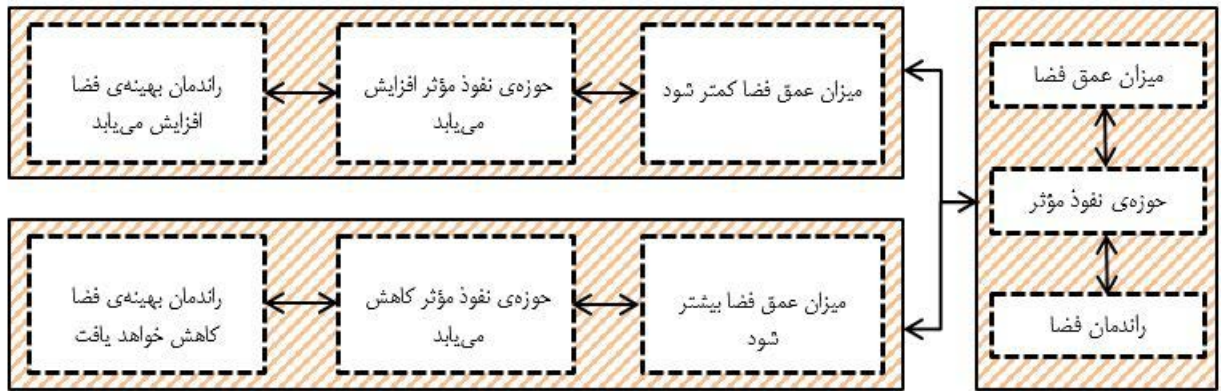 میزان عمق فضا
حوزه‌ی نفوذ مؤثر
راندمان فضا
میزان عمق فضا کمتر شود
حوزه‌ی نفوذ مؤثر افزایش
می‌یابد
راندمان بهینه‌ی فضا
افزایش می‌یابد
میزان عمق فضا بیشتر
شود
حوزه‌ی نفوذ مؤثر کاهش
می‌یابد
راندمان بهینه‌ی فضا
کاهش خواهد یافت